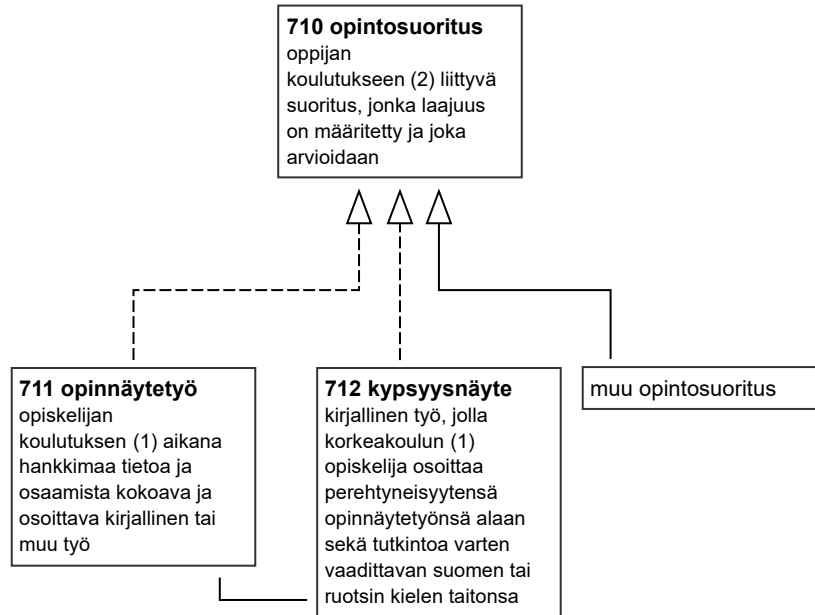 710 opintosuoritus
oppijan
koulutukseen (2) liittyvä
suoritus, jonka laajuus
on määritetty ja joka
arvioidaan
711 opinnäytetyö
opiskelijan
koulutuksen (1) aikana
hankkimaa tietoa ja
osaamista kokoava ja
osoittava kirjallinen tai
muu työ
712 kypsyysnäyte
kirjallinen työ, jolla
korkeakoulun (1)
opiskelija osoittaa
perehtyneisyytensä
opinnäytetyönsä alaan
sekä tutkintoa varten
vaadittavan suomen tai
ruotsin kielen taitonsa
muu opintosuoritus